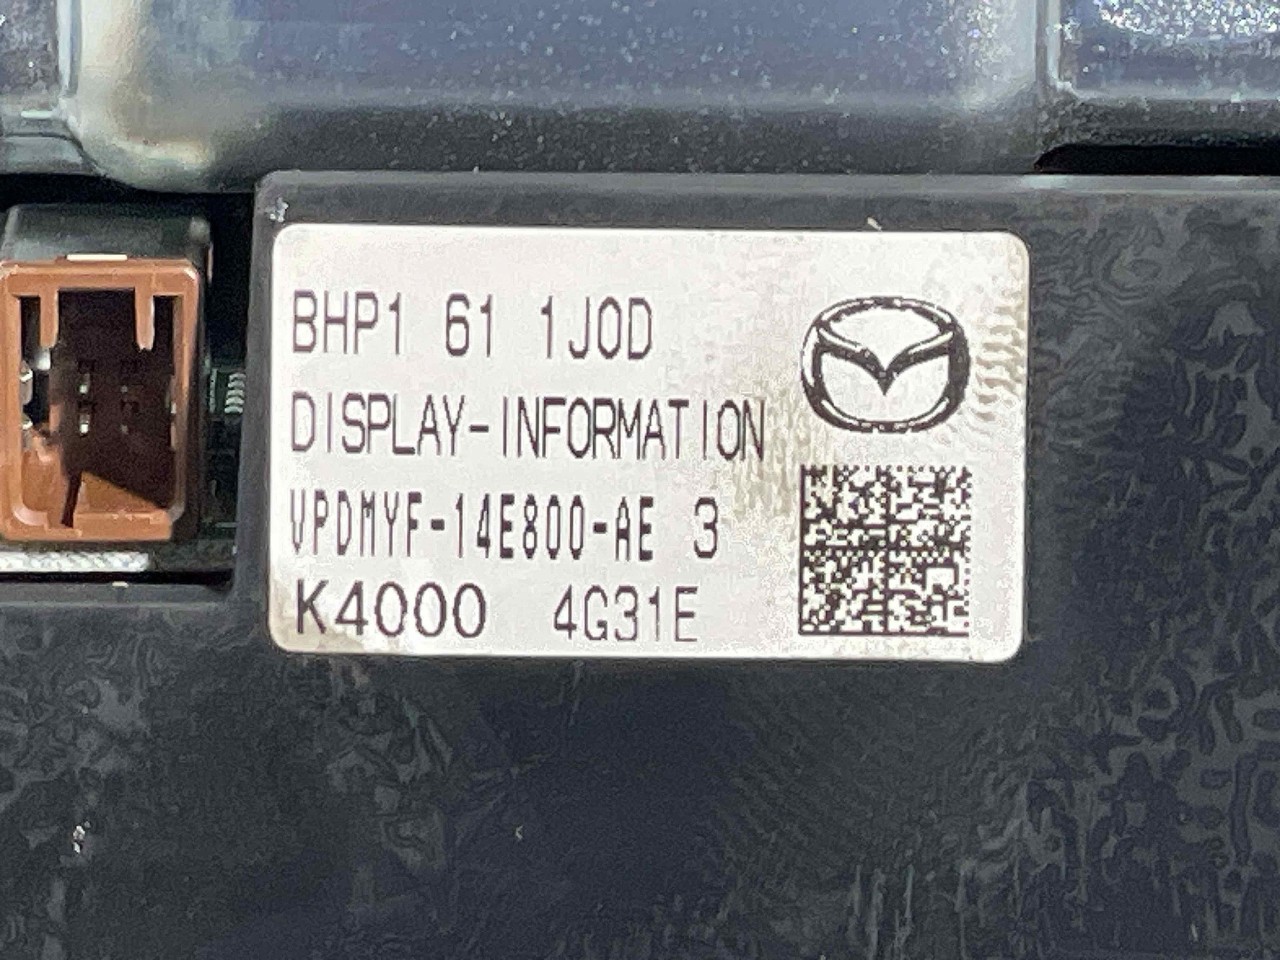 BHP1 61 1J0D
DISPLAY-INFORMATION
VPDMYF-14E800-AE 3
K4000 4G31E